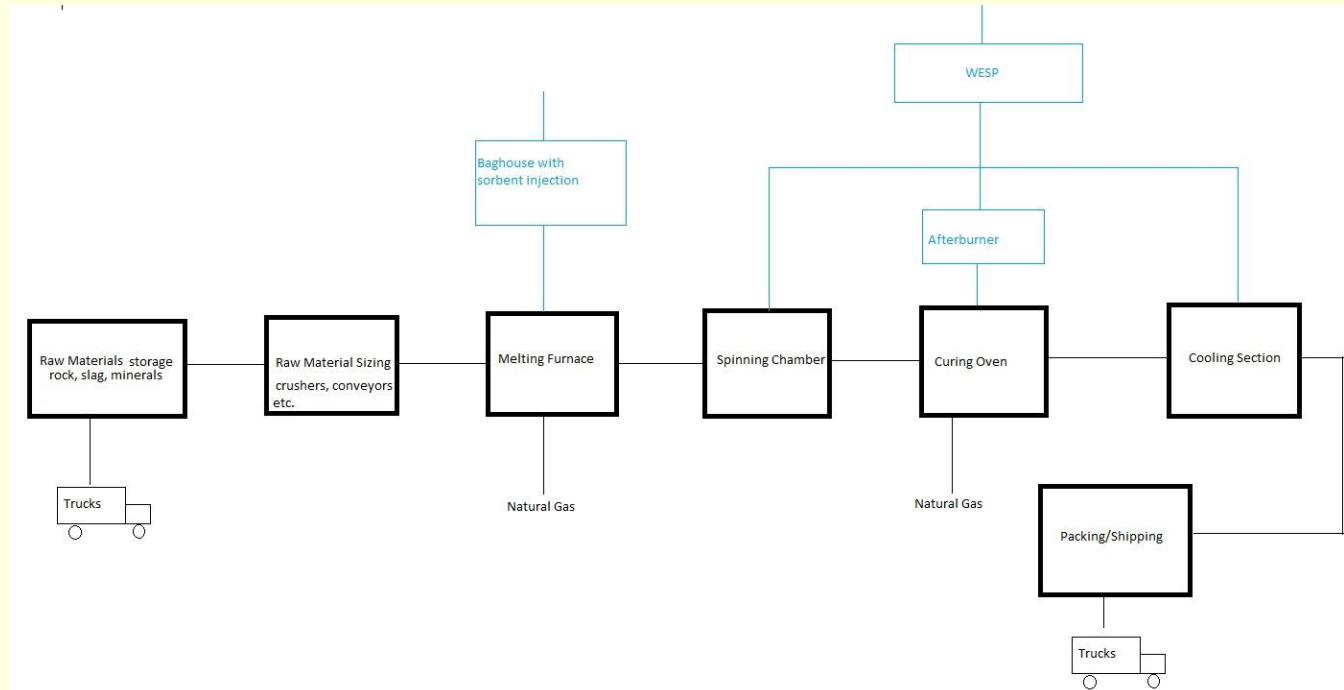 WESP
Baghouse with
sorbent injection
Afterburner
Raw Materials storage
rock, slag, minerals
Raw Material Sizing
crushers, conveyors
etc.
Melting Furnace
Spinning Chamber
Curing Oven
Cooling Section
Trucks
Natural Gas
Natural Gas
Packing/Shipping
Trucks